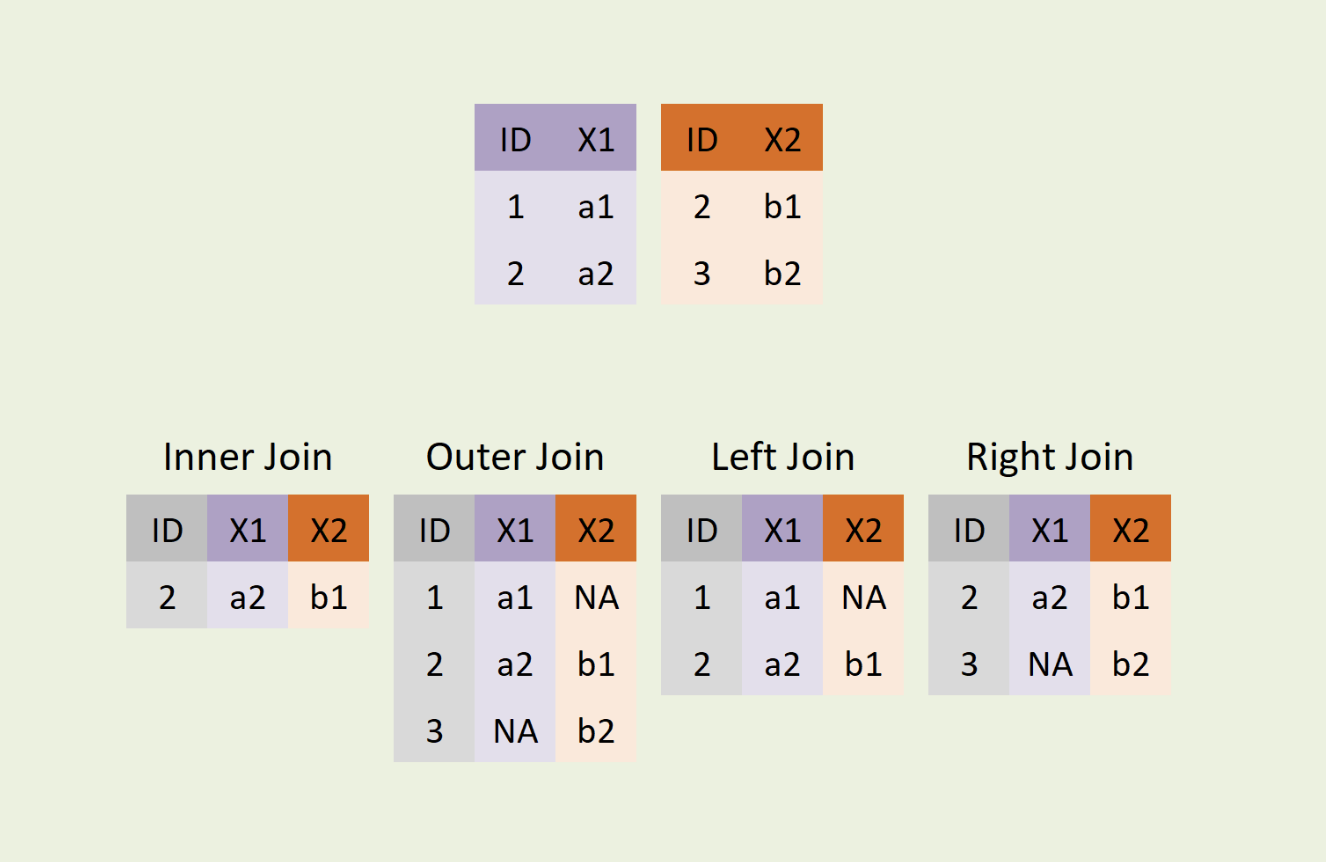 ID X1 ID X2
1 a1 2 b1
2 a2 3 b2
Inner Join Outer Join Left Join Right Join
ID X1 X2 ID X1 X2 ID X1 X2 ID X1 X2
2 a2 b1 1 a1 NA 1 a1 NA 2 a2 b1
2 a2 b1 2 a2 b1 3 NA b2
3 NA b2